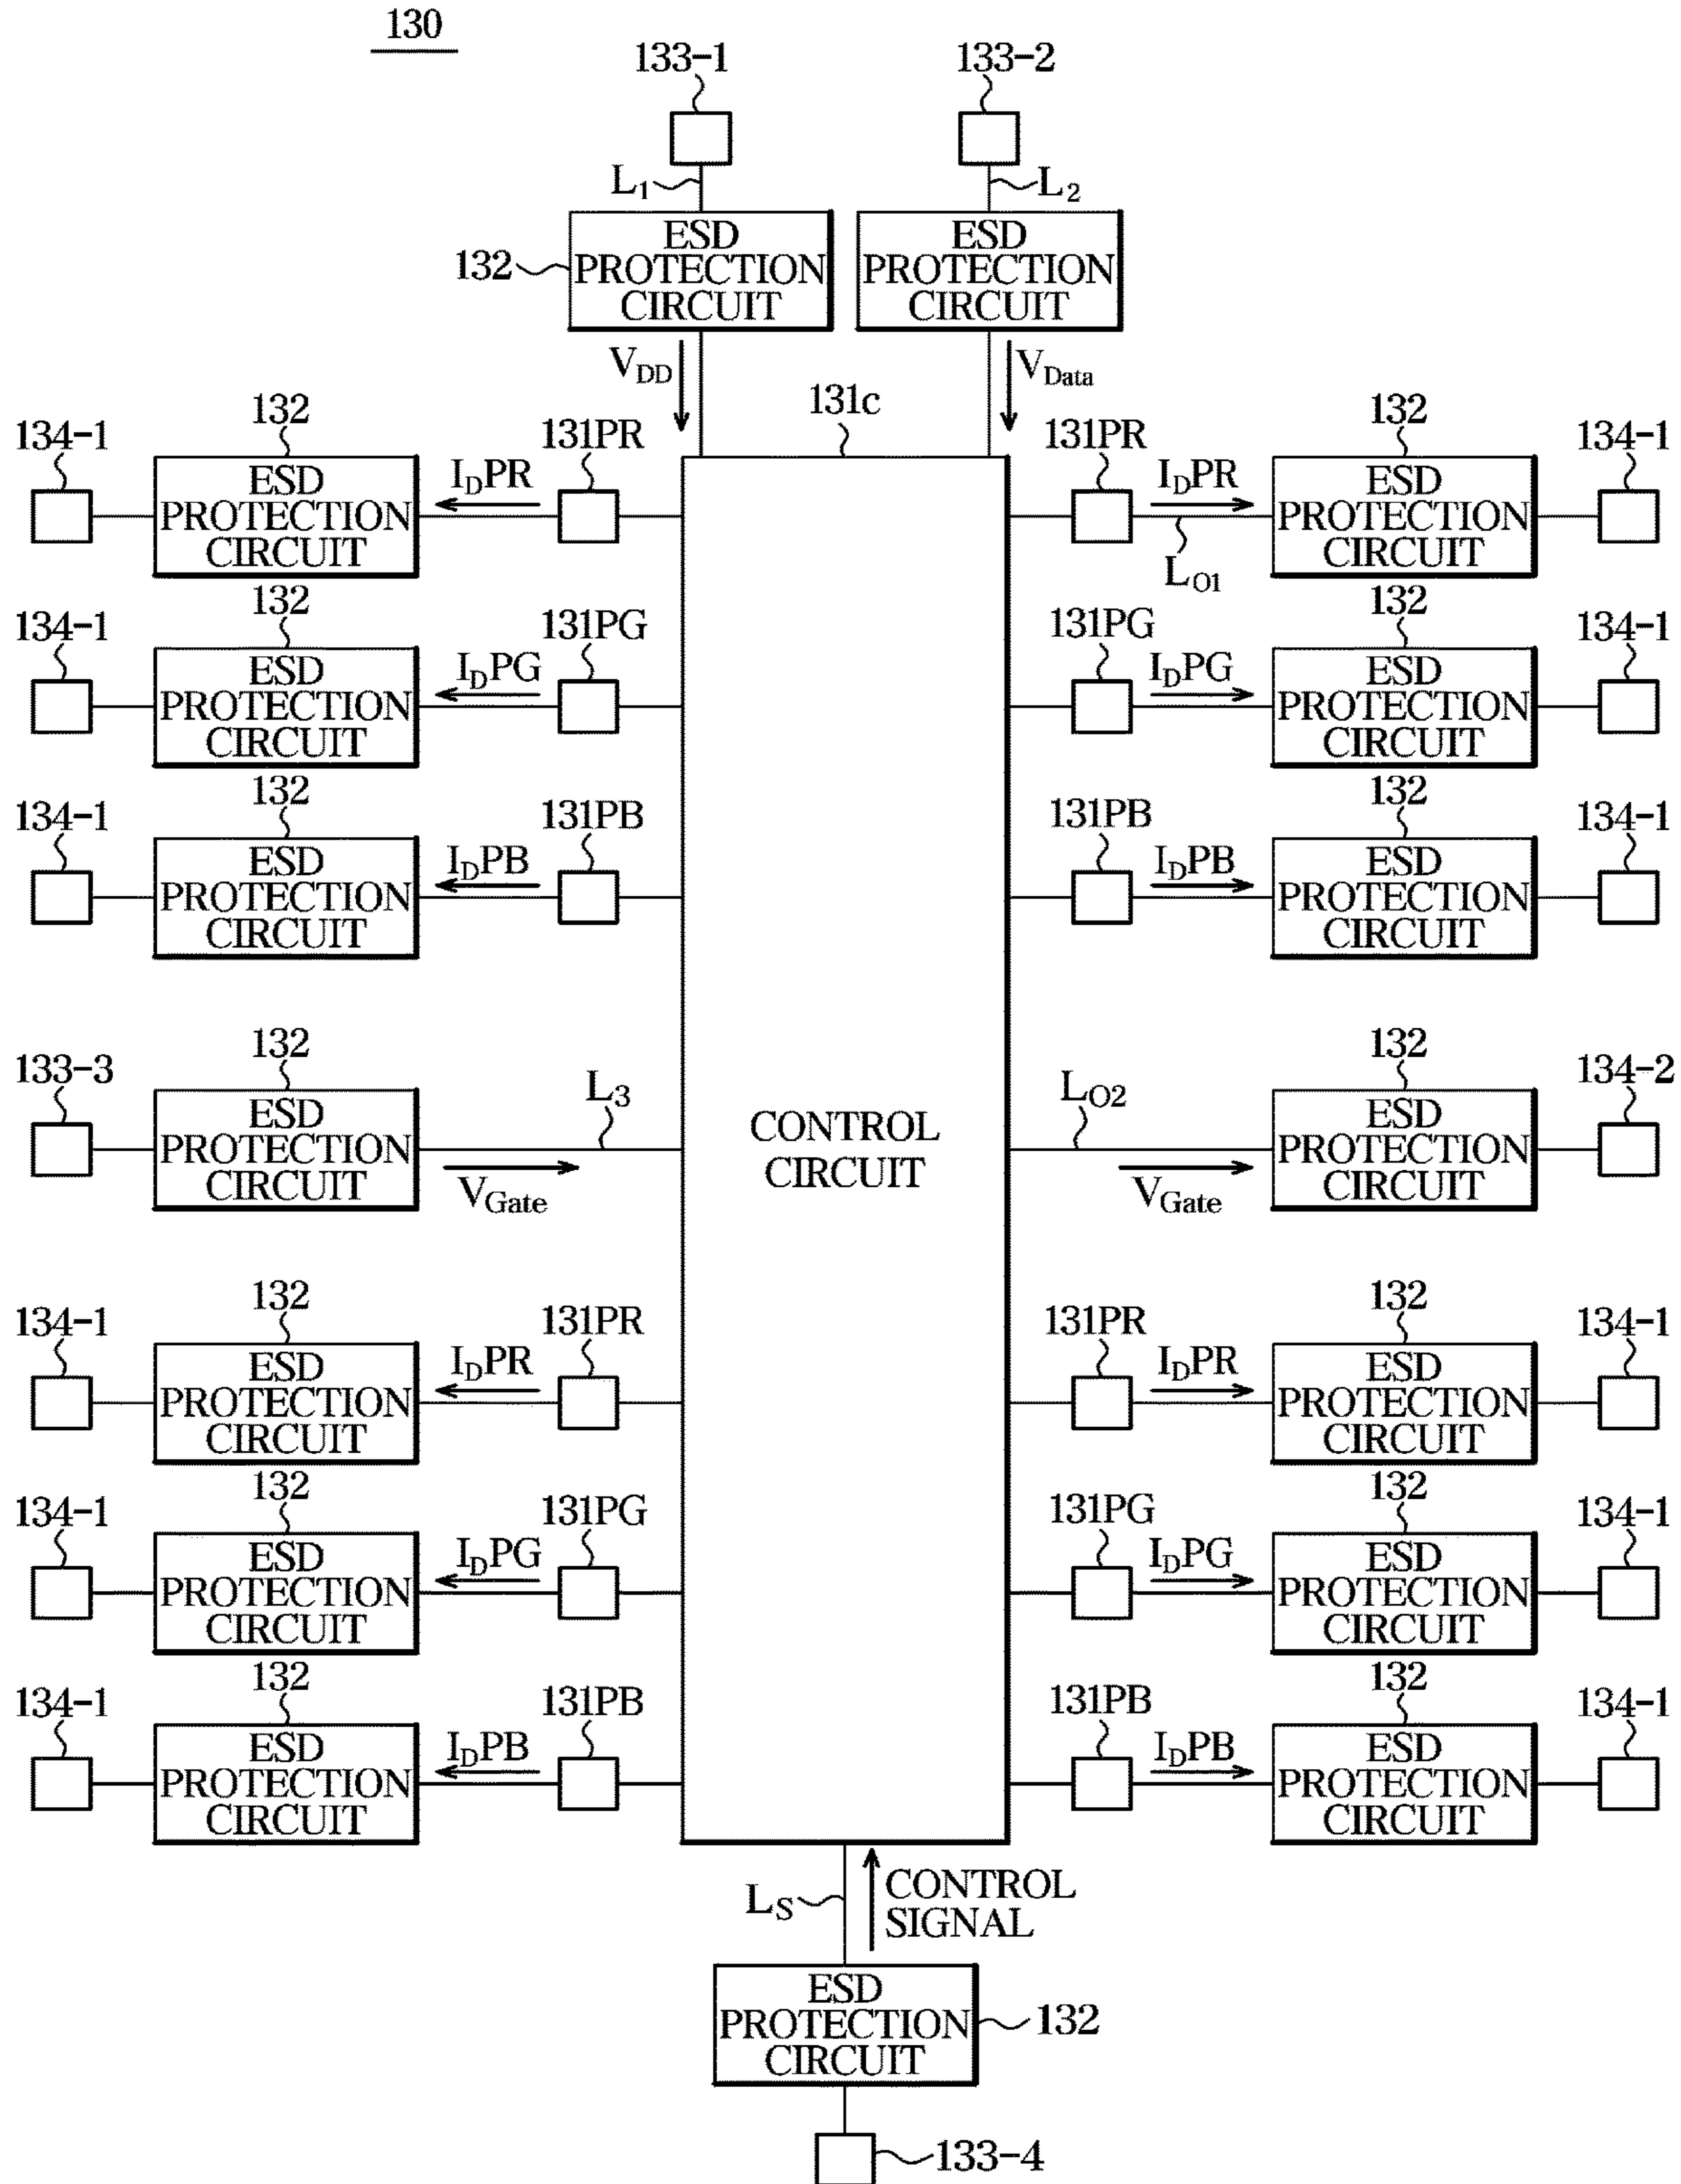 130
133-1 133-2
L1 L2
ESD PROTECTION CIRCUIT ESD PROTECTION CIRCUIT
132
VDD VData
131c
134-1 132 131PR 131PR 132 134-1
ESD PROTECTION CIRCUIT IDPR IDPR ESD PROTECTION CIRCUIT
LO1
134-1 132 131PG 131PG 132 134-1
ESD PROTECTION CIRCUIT IDPG IDPG ESD PROTECTION CIRCUIT
134-1 132 131PB 131PB 132 134-1
ESD PROTECTION CIRCUIT IDPB IDPB ESD PROTECTION CIRCUIT
133-3 132 L3 LO2 132 134-2
ESD PROTECTION CIRCUIT CONTROL CIRCUIT ESD PROTECTION CIRCUIT
VGate VGate
134-1 132 131PR 131PR 132 134-1
ESD PROTECTION CIRCUIT IDPR IDPR ESD PROTECTION CIRCUIT
134-1 132 131PG 131PG 132 134-1
ESD PROTECTION CIRCUIT IDPG IDPG ESD PROTECTION CIRCUIT
134-1 132 131PB 131PB 132 134-1
ESD PROTECTION CIRCUIT IDPB IDPB ESD PROTECTION CIRCUIT
LS CONTROL SIGNAL
ESD PROTECTION CIRCUIT 132
133-4